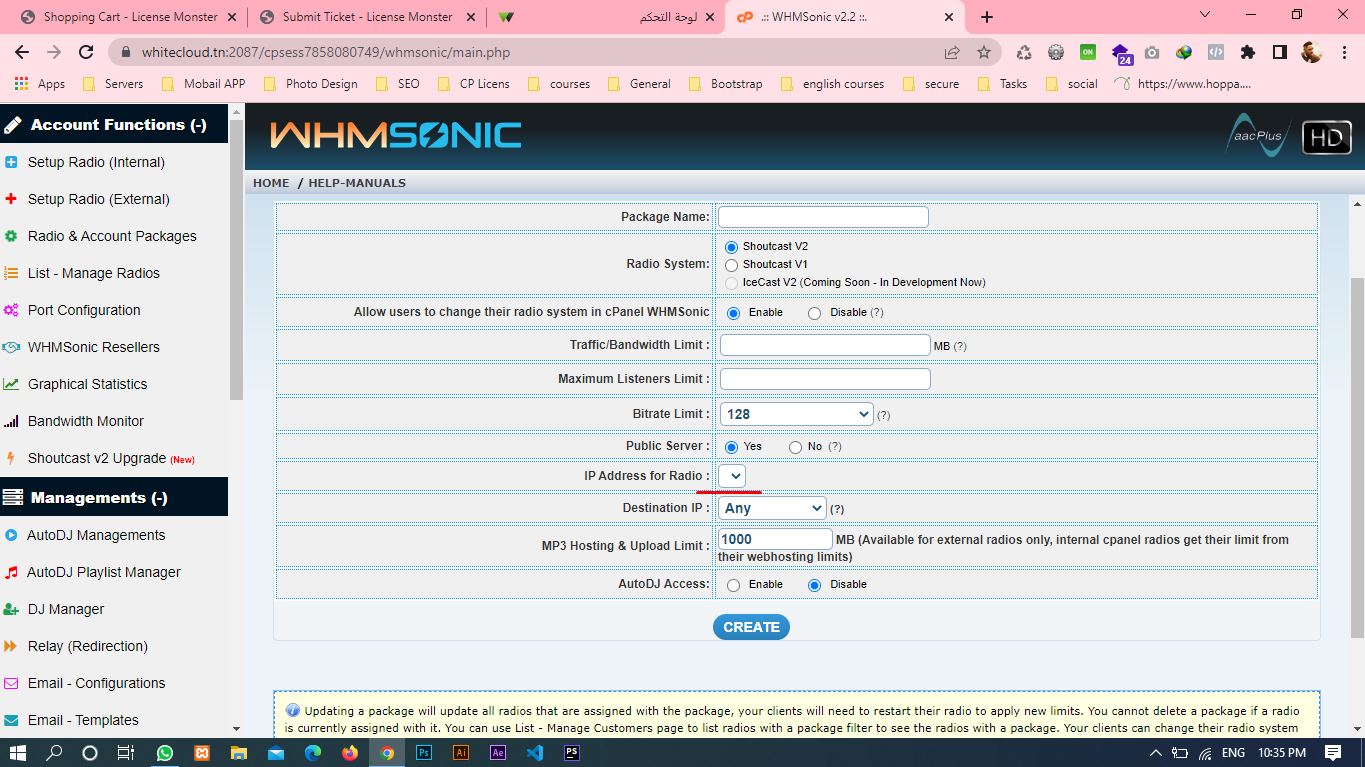 Shopping Cart - License Monster
Submit Ticket - License Monster
لوحة التحكم
.:: WHMSonic v2.2 ::.
whitecloud.tn:2087/cpsess7858080749/whmsonic/main.php
ON
24
Apps
Servers
Mobail APP
Photo Design
SEO
CP Licens
courses
General
Bootstrap
english courses
secure
Tasks
social
https://www.hoppa....
Account Functions (-)
Setup Radio (Internal)
Setup Radio (External)
Radio & Account Packages
List - Manage Radios
Port Configuration
WHMSonic Resellers
Graphical Statistics
Bandwidth Monitor
Shoutcast v2 Upgrade (New)
Managements (-)
AutoDJ Managements
AutoDJ Playlist Manager
DJ Manager
Relay (Redirection)
Email - Configurations
Email - Templates
WHMSONIC
aacPlus
HD
HOME / HELP-MANUALS
Package Name:
Radio System:
Shoutcast V2
Shoutcast V1
IceCast V2 (Coming Soon - In Development Now)
Allow users to change their radio system in cPanel WHMSonic
Enable
Disable (?)
Traffic/Bandwidth Limit :
MB (?)
Maximum Listeners Limit :
Bitrate Limit :
128
(?)
Public Server :
Yes
No (?)
IP Address for Radio :
Destination IP :
Any
(?)
MP3 Hosting & Upload Limit :
1000
MB (Available for external radios only, internal cpanel radios get their limit from
their webhosting limits)
AutoDJ Access:
Enable
Disable
CREATE
Updating a package will update all radios that are assigned with the package, your clients will need to restart their radio to apply new limits. You cannot delete a package if a radio
is currently assigned with it. You can use List - Manage Customers page to list radios with a package filter to see the radios with a package. Your clients can change their radio system
Ps
Ai
Ae
PS
ENG
10:35 PM